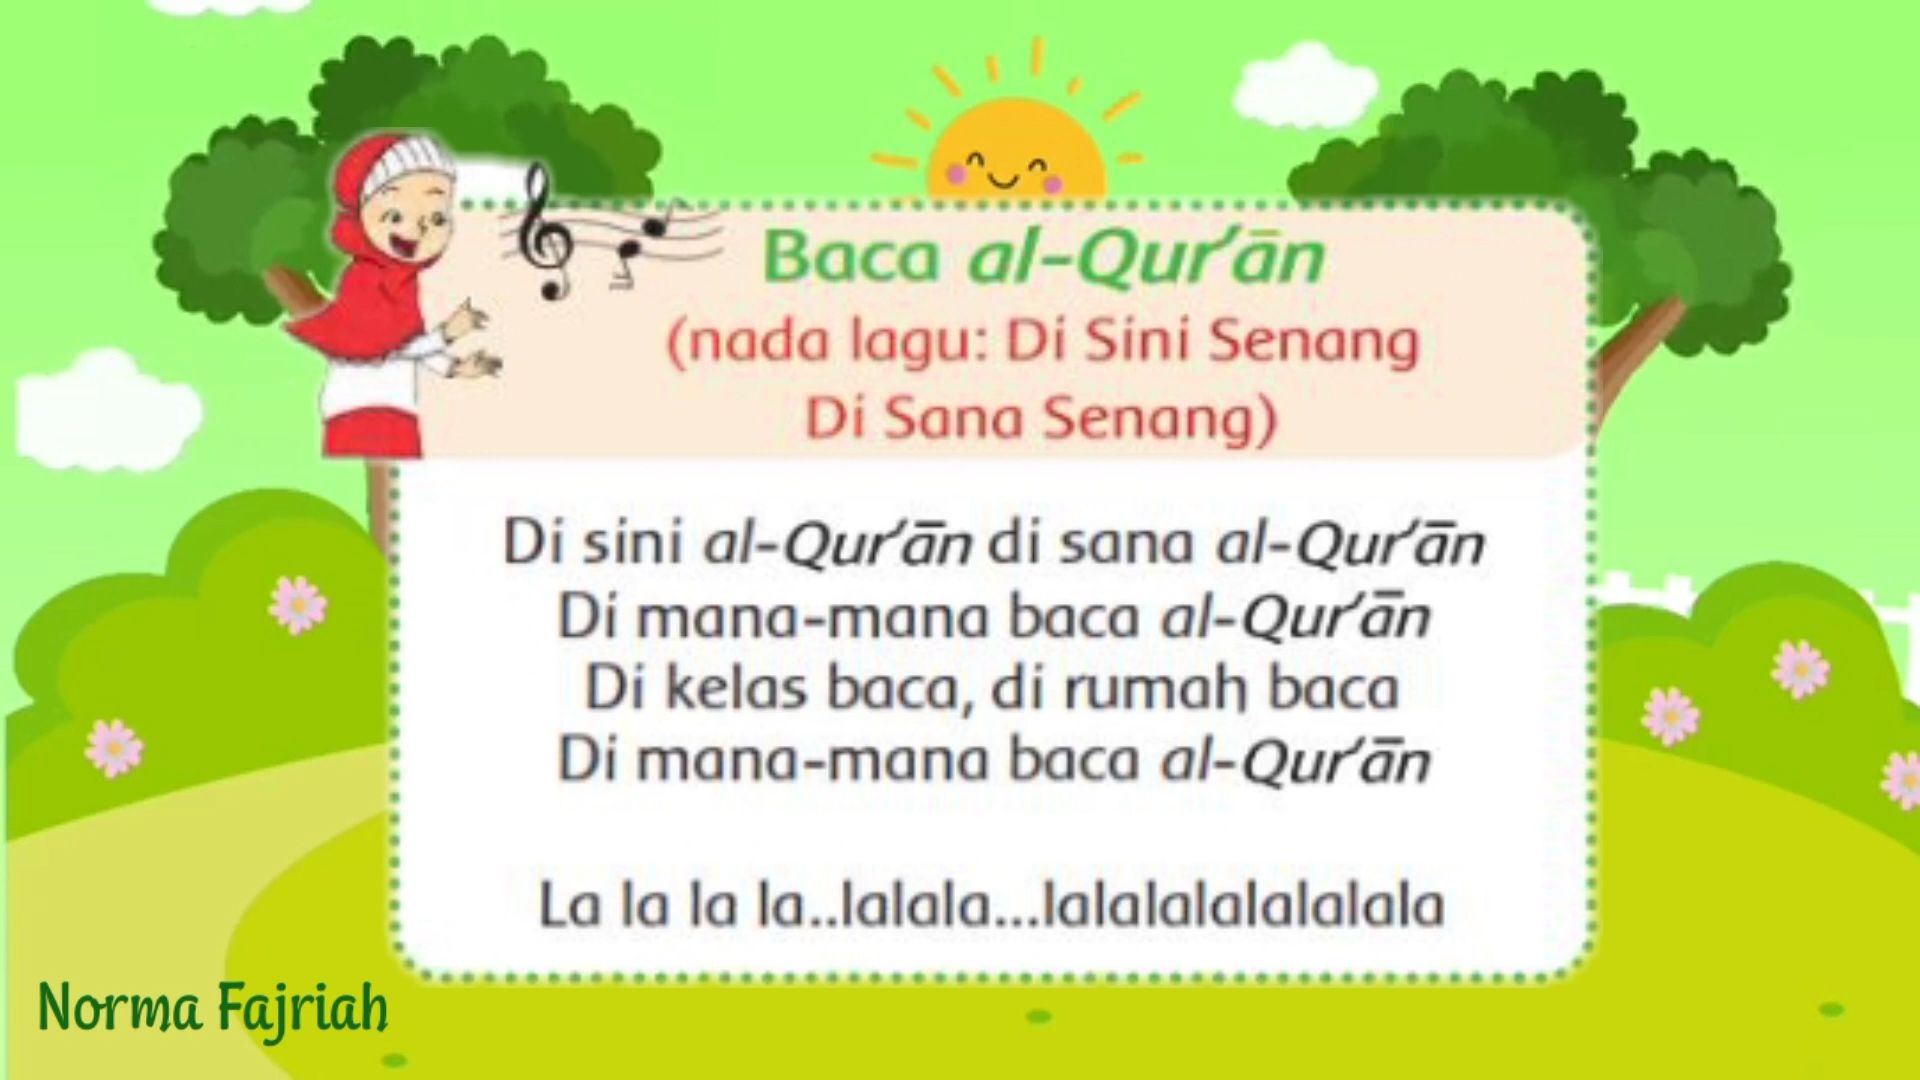 Baca al-Qur'ān
(nada lagu: Di Sini Senang
Di Sana Senang)
Di sini al-Qur'ān di sana al-Qur'ān
Di mana-mana baca al-Qur'ān
Di kelas baca, di rumah baca
Di mana-mana baca al-Qur'ān
La la la la..lalala...lalalalalalalala
Norma Fajriah